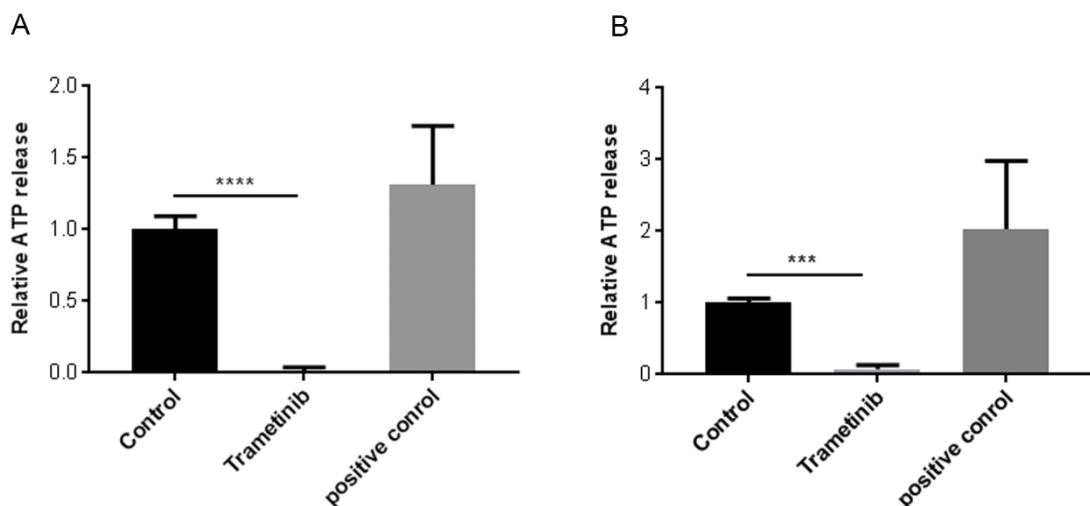 A
Relative ATP release
2.0
1.5
1.0
0.5
0.0
****
Control
Trametinib
positive conrol
B
Relative ATP release
4
3
2
1
0
***
Control
Trametinib
positive conrol